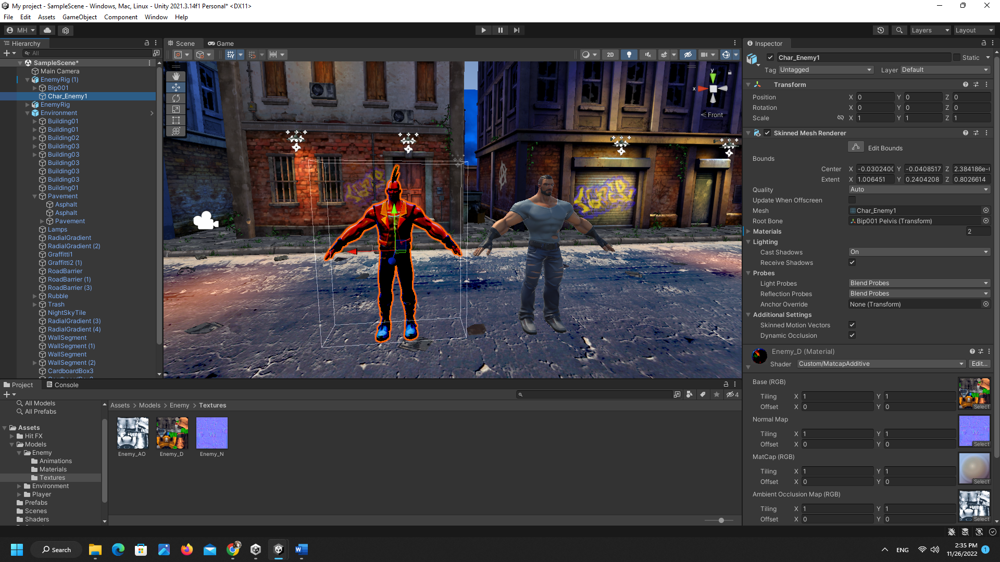 My project - SampleScene - Windows, Mac, Linux - Unity 2021.3.14f1 Personal* <DX11>
File Edit Assets GameObject Component Window Help
MH
Layers
Layout
Hierarchy
All
SampleScene*
Main Camera
EnemyRig (1)
Bip001
Char_Enemy1
EnemyRig
Environment
Building01
Building01
Building02
Building03
Building03
Building03
Building03
Building03
Building01
Pavement
Asphalt
Asphalt
Pavement
Lamps
RadialGradient
RadialGradient (2)
Graffitti1
Graffitti2 (1)
RoadBarrier
RoadBarrier (1)
RoadBarrier (3)
Rubble
Trash
NightSkyTile
RadialGradient (3)
RadialGradient (4)
WallSegment
WallSegment (1)
WallSegment
WallSegment (2)
CardboardBox3
Scene
Game
2D
y
x
Front
Inspector
Char_Enemy1
Static
Tag Untagged
Layer Default
Transform
Position X 0 Y 0 Z 0
Rotation X 0 Y 0 Z 0
Scale X 1 Y 1 Z 1
Skinned Mesh Renderer
Edit Bounds
Bounds
Center X -0.0302400 Y -0.0408517 Z 2.384186e-
Extent X 1.006451 Y 0.2404208 Z 0.8026614
Quality Auto
Update When Offscreen
Mesh Char_Enemy1
Root Bone Bip001 Pelvis (Transform)
Materials 2
Lighting
Cast Shadows On
Receive Shadows
Probes
Light Probes Blend Probes
Reflection Probes Blend Probes
Anchor Override None (Transform)
Additional Settings
Skinned Motion Vectors
Dynamic Occlusion
Enemy_D (Material)
Shader Custom/MatcapAdditive Edit...
Base (RGB)
Tiling X 1 Y 1
Offset X 0 Y 0
Select
Normal Map
Tiling X 1 Y 1
Offset X 0 Y 0
Select
MatCap (RGB)
Tiling X 1 Y 1
Offset X 0 Y 0
Select
Ambient Occlusion Map (RGB)
Tiling X 1 Y 1
Offset X 0 Y 0
Select
Project
Console
4
All Models
All Prefabs
Assets
Hit FX
Models
Enemy
Animations
Materials
Textures
Environment
Player
Prefabs
Scenes
Shaders
Assets > Models > Enemy > Textures
Enemy_AO
Enemy_D
Enemy_N
Search
ENG
2:35 PM
11/26/2022
1